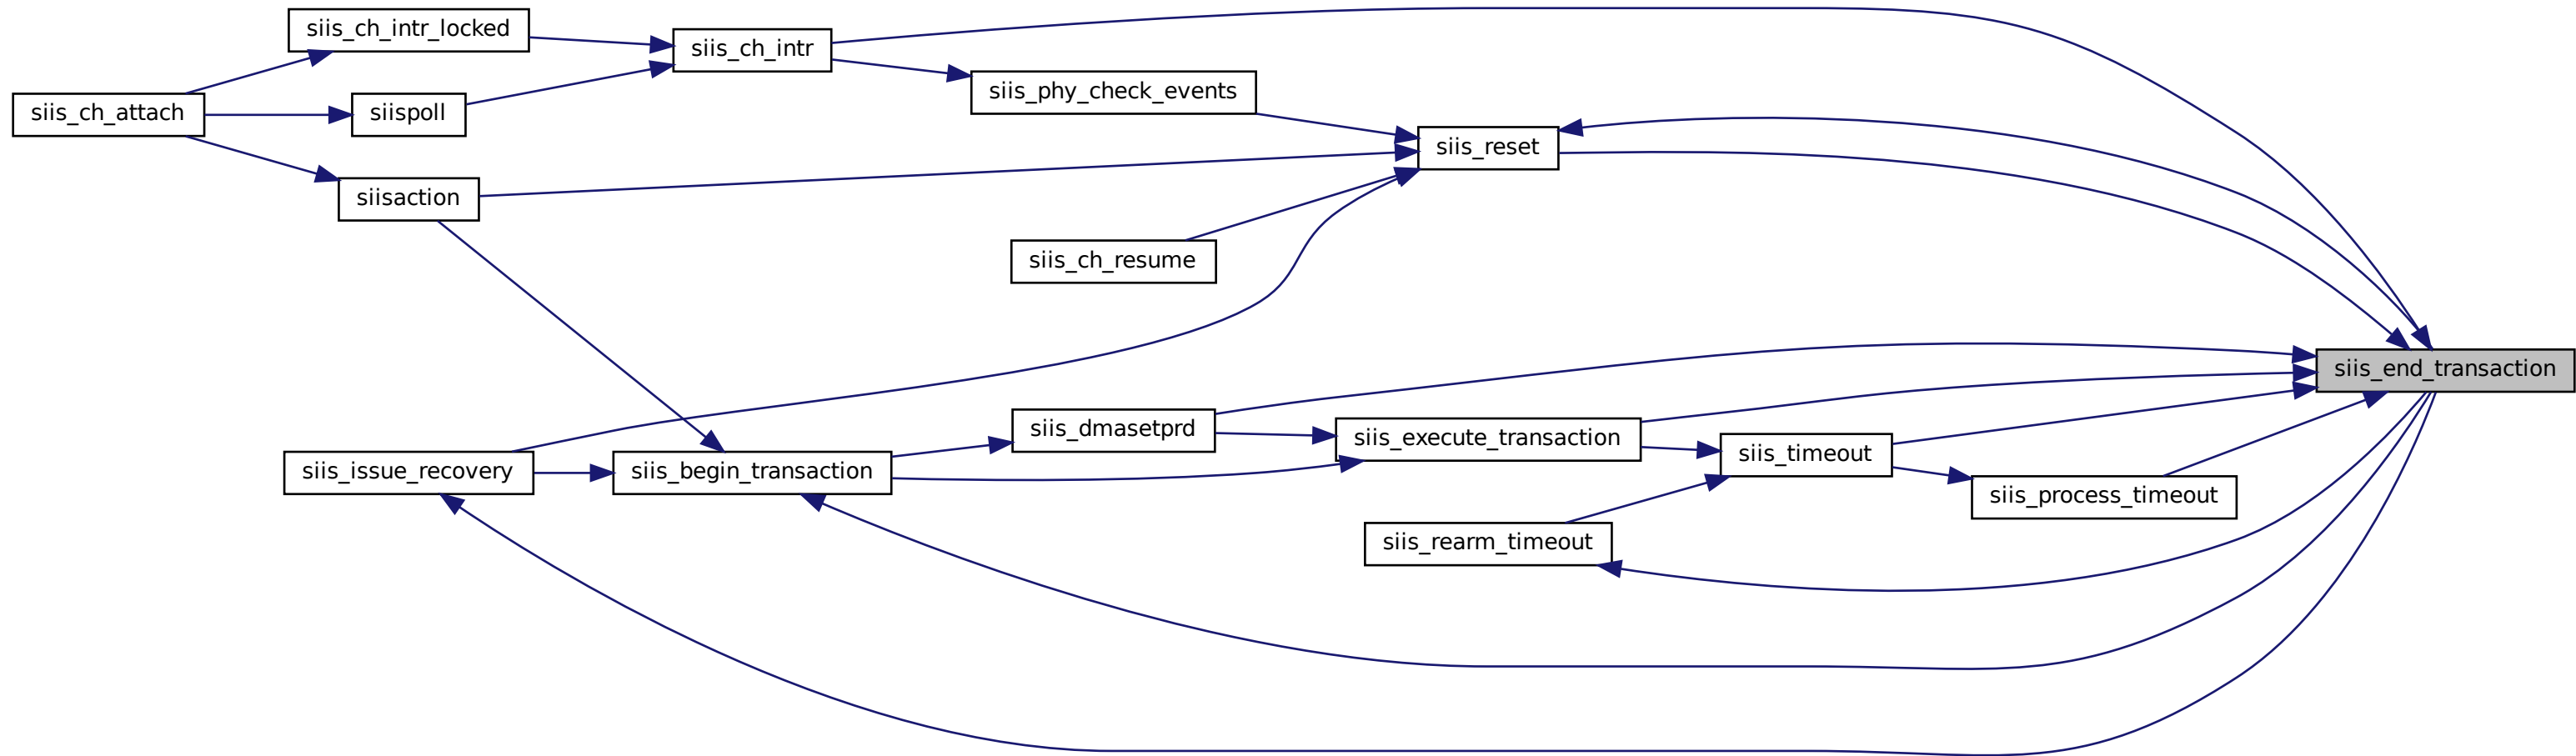 siis_ch_intr_locked
siis_ch_intr
siis_phy_check_events
siis_ch_attach
siispoll
siis_reset
siisaction
siis_ch_resume
siis_end_transaction
siis_dmasetprd
siis_execute_transaction
siis_timeout
siis_issue_recovery
siis_begin_transaction
siis_process_timeout
siis_rearm_timeout